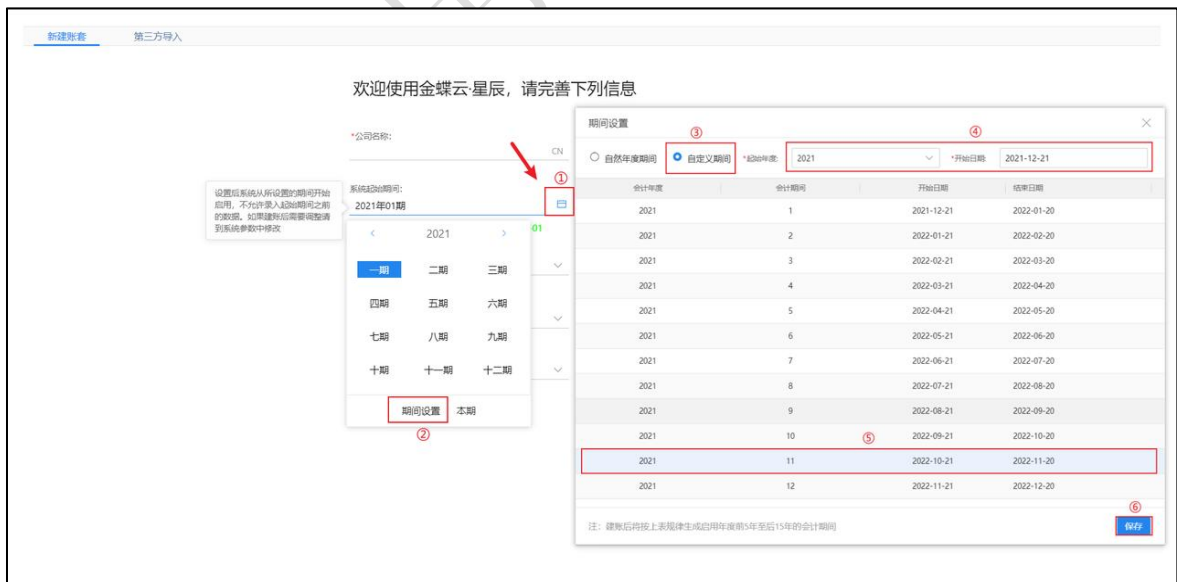 新建账套 第三方导入
欢迎使用金蝶云·星辰，请完善下列信息
*公司名称:
CN
①
设置后系统从所设置的期间开始
启用，不允许录入起始期间之前
的数据。如果建账后需要调整请
到系统参数中修改
系统起始期间:
2021年01期
01
< 2021 >
一期 二期 三期
四期 五期 六期
七期 八期 九期
十期 十一期 十二期
期间设置 本期
②
期间设置
③ ④
自然年度期间 自定义期间 *起始年度: 2021 *开始日期: 2021-12-21
会计年度 会计期间 开始日期 结束日期
2021 1 2021-12-21 2022-01-20
2021 2 2022-01-21 2022-02-20
2021 3 2022-02-21 2022-03-20
2021 4 2022-03-21 2022-04-20
2021 5 2022-04-21 2022-05-20
2021 6 2022-05-21 2022-06-20
2021 7 2022-06-21 2022-07-20
2021 8 2022-07-21 2022-08-20
2021 9 2022-08-21 2022-09-20
2021 10 ⑤ 2022-09-21 2022-10-20
2021 11 2022-10-21 2022-11-20
2021 12 2022-11-21 2022-12-20
⑥
注：建账后将按上表规律生成启用年度前5年至后15年的会计期间
保存